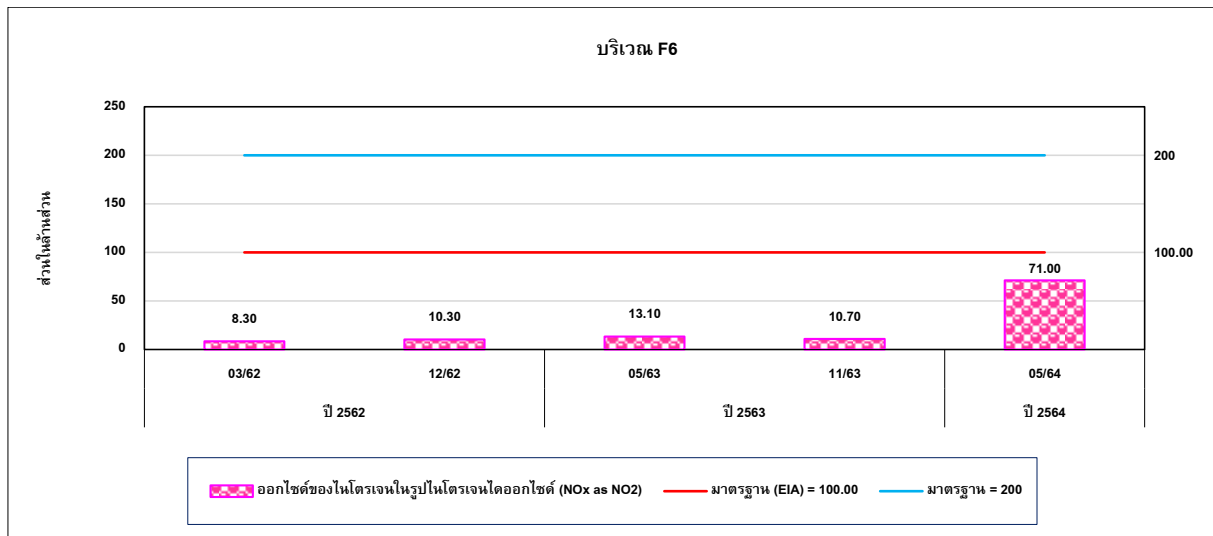 บริเวณ F6
ส่วนในล้านส่วน
250
200
150
100
50
0
200
100.00
8.30
10.30
13.10
10.70
71.00
03/62
12/62
05/63
11/63
05/64
ปี 2562
ปี 2563
ปี 2564
ออกไซด์ของไนโตรเจนในรูปไนโตรเจนไดออกไซด์ (NOx as NO2)
มาตรฐาน (EIA) = 100.00
มาตรฐาน = 200